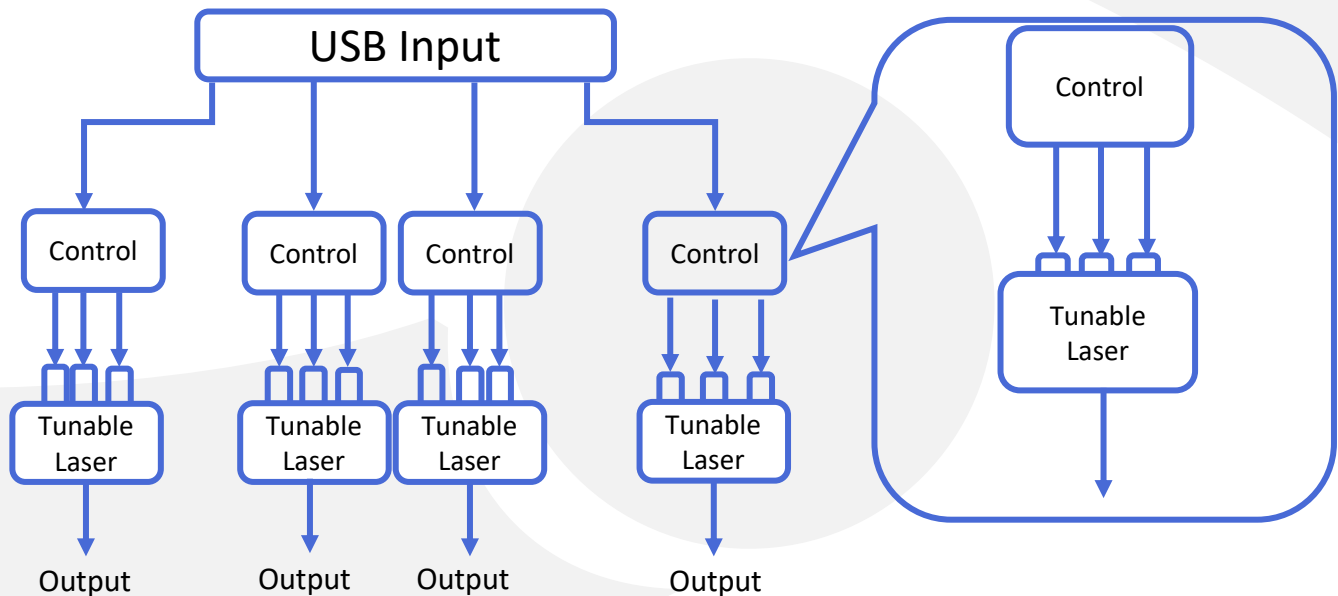 USB Input
Control
Control
Control
Control
Control
Tunable
Laser
Tunable
Laser
Tunable
Laser
Tunable
Laser
Tunable
Laser
Output
Output
Output
Output